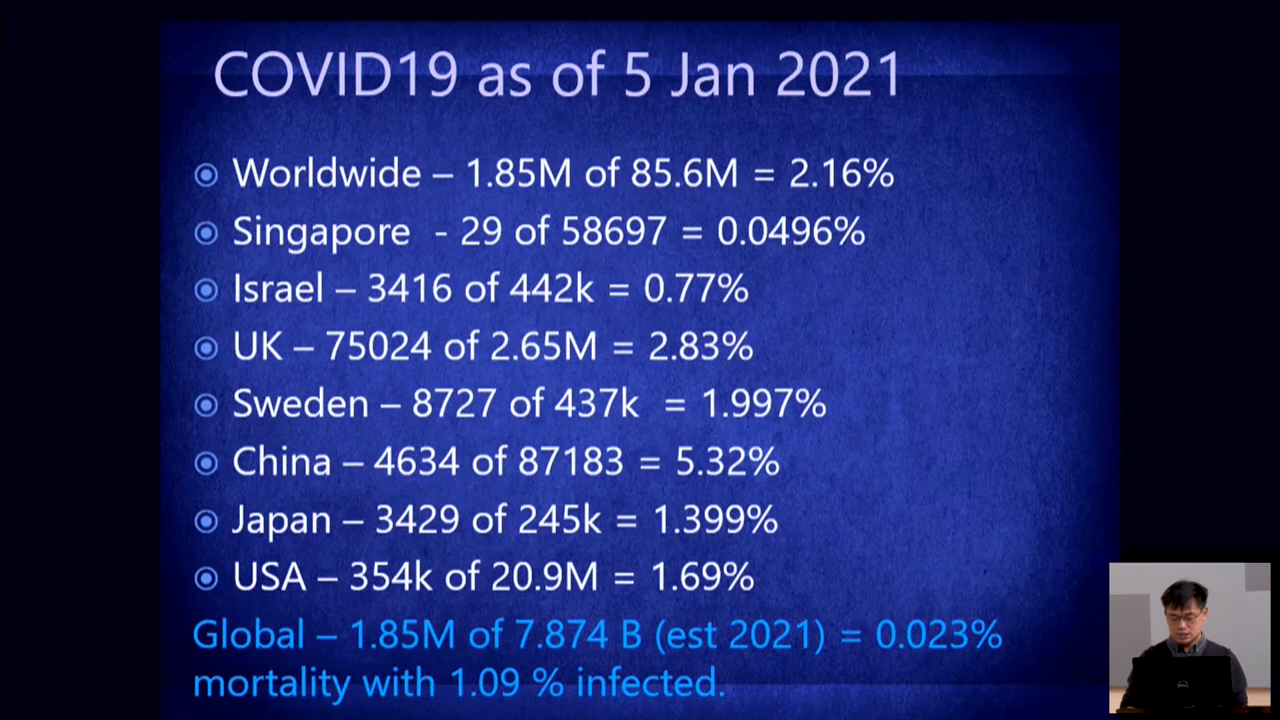 COVID19 as of 5 Jan 2021
Worldwide – 1.85M of 85.6M = 2.16%
Singapore - 29 of 58697 = 0.0496%
Israel – 3416 of 442k = 0.77%
UK – 75024 of 2.65M = 2.83%
Sweden – 8727 of 437k = 1.997%
China – 4634 of 87183 = 5.32%
Japan – 3429 of 245k = 1.399%
USA – 354k of 20.9M = 1.69%
Global – 1.85M of 7.874 B (est 2021) = 0.023%
mortality with 1.09 % infected.